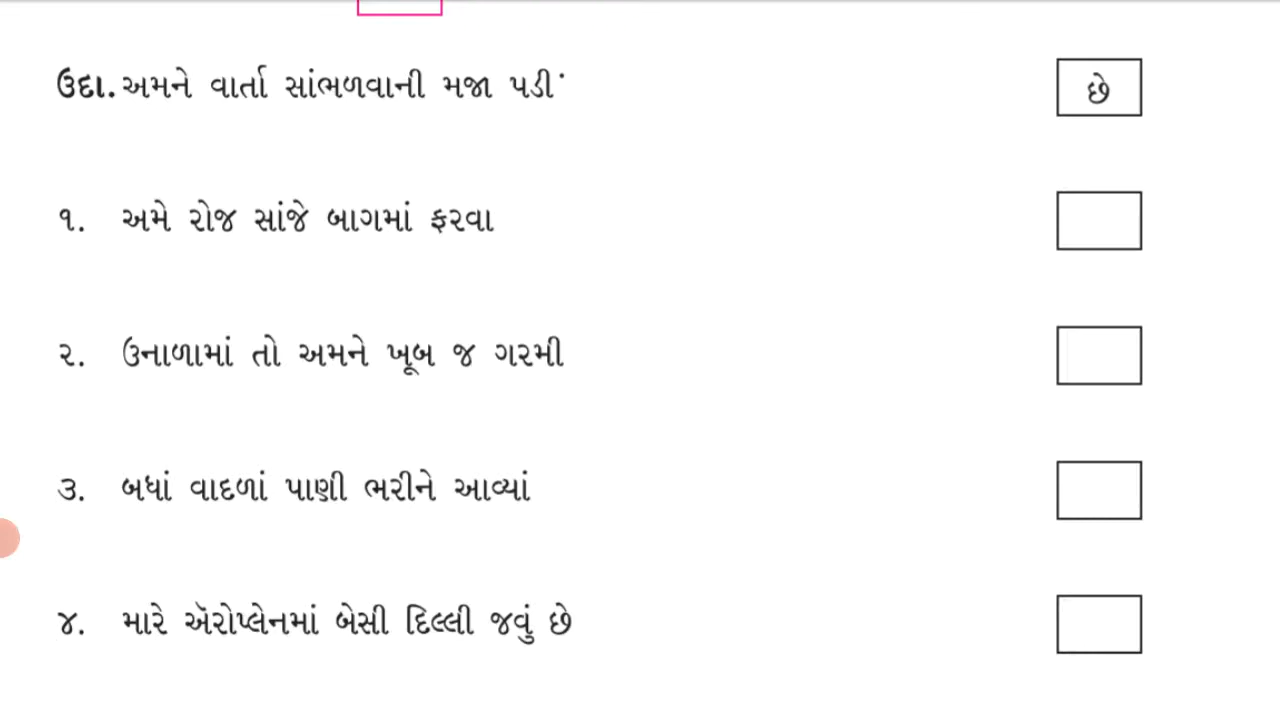 ઉદા. અમને વાર્તા સાંભળવાની મજા પડી
છે
૧. અમે રોજ સાંજે બાગમાં ફરવા
૨. ઉનાળામાં તો અમને ખૂબ જ ગરમી
૩. બધાં વાદળાં પાણી ભરીને આવ્યાં
૪. મારે ઍરોપ્લેનમાં બેસી દિલ્લી જવું છે